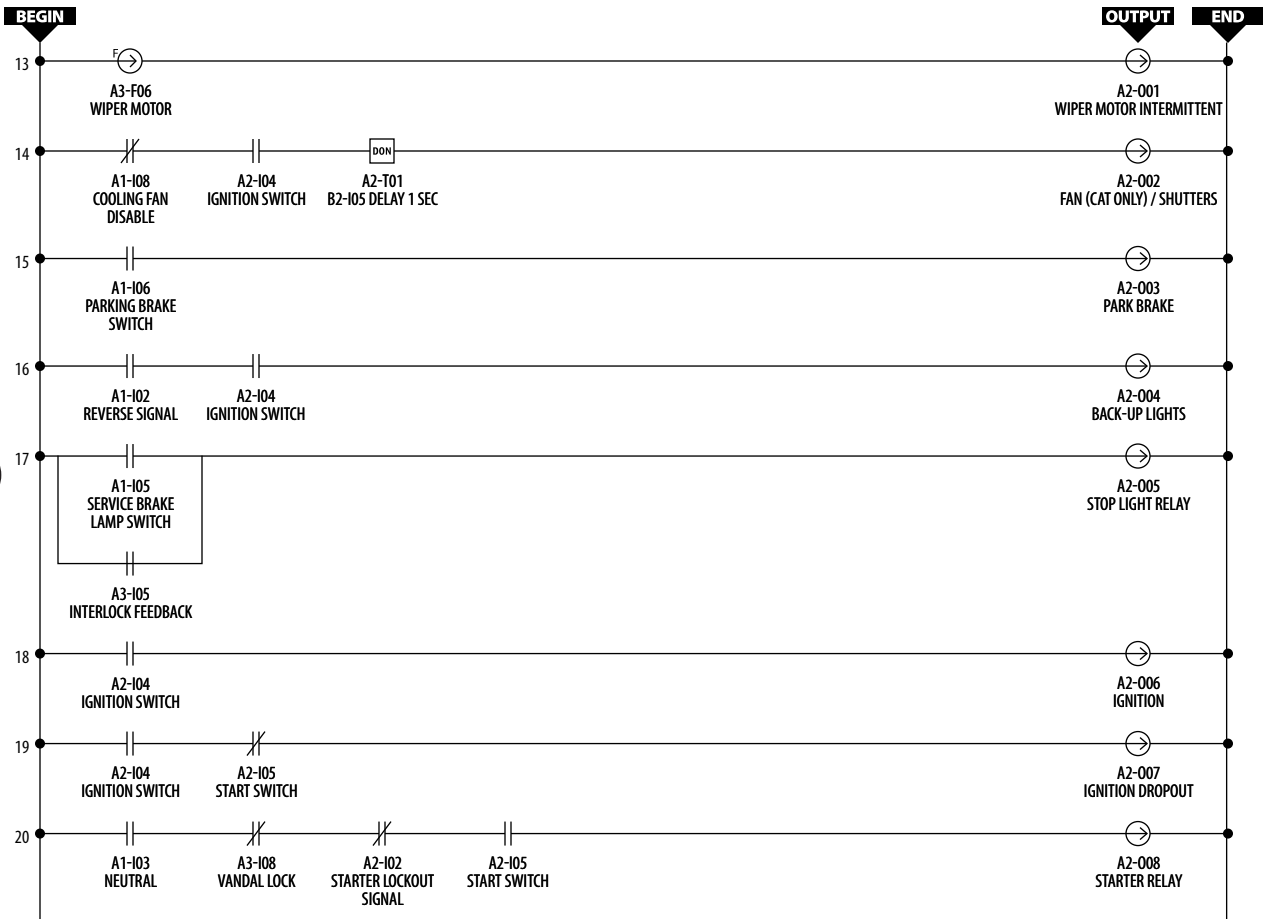 BEGIN OUTPUT END
13
F
A3-F06
WIPER MOTOR
A2-O01
WIPER MOTOR INTERMITTENT
14
DON
A1-I08
COOLING FAN
DISABLE
A2-I04
IGNITION SWITCH
A2-T01
B2-I05 DELAY 1 SEC
A2-O02
FAN (CAT ONLY) / SHUTTERS
15
A1-I06
PARKING BRAKE
SWITCH
A2-O03
PARK BRAKE
16
A1-I02
REVERSE SIGNAL
A2-I04
IGNITION SWITCH
A2-O04
BACK-UP LIGHTS
17
A1-I05
SERVICE BRAKE
LAMP SWITCH
A2-O05
STOP LIGHT RELAY
A3-I05
INTERLOCK FEEDBACK
18
A2-I04
IGNITION SWITCH
A2-O06
IGNITION
19
A2-I04
IGNITION SWITCH
A2-I05
START SWITCH
A2-O07
IGNITION DROPOUT
20
A1-I03
NEUTRAL
A3-I08
VANDAL LOCK
A2-I02
STARTER LOCKOUT
SIGNAL
A2-I05
START SWITCH
A2-O08
STARTER RELAY